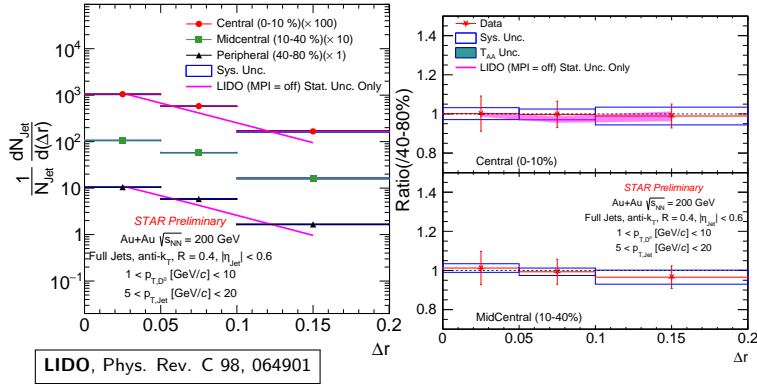 Central (0-10 %)(× 100)
Midcentral (10-40 %)(× 10)
Peripheral (40-80 %)(× 1)
Sys. Unc.
LIDO (MPI = off) Stat. Unc. Only
1/N_Jet dN_Jet/d(Δr)
10^4
10^3
10^2
10
1
10^-1
STAR Preliminary
Au+Au √s_NN = 200 GeV
Full Jets, anti-k_T, R = 0.4, |η_Jet| < 0.6
1 < p_T,D^0 [GeV/c] < 10
5 < p_T,Jet [GeV/c] < 20
0 0.05 0.1 0.15 0.2
Δr
LIDO, Phys. Rev. C 98, 064901
Data
Sys. Unc.
T_AA Unc.
LIDO (MPI = off) Stat. Unc. Only
Ratio(/40-80%)
1.4
1.2
1
0.8
Central (0-10%)
1.4
1.2
1
0.8
STAR Preliminary
Au+Au √s_NN = 200 GeV
Full Jets, anti-k_T, R = 0.4, |η_Jet| < 0.6
1 < p_T,D^0 [GeV/c] < 10
5 < p_T,Jet [GeV/c] < 20
MidCentral (10-40%)
0 0.05 0.1 0.15 0.2
Δr